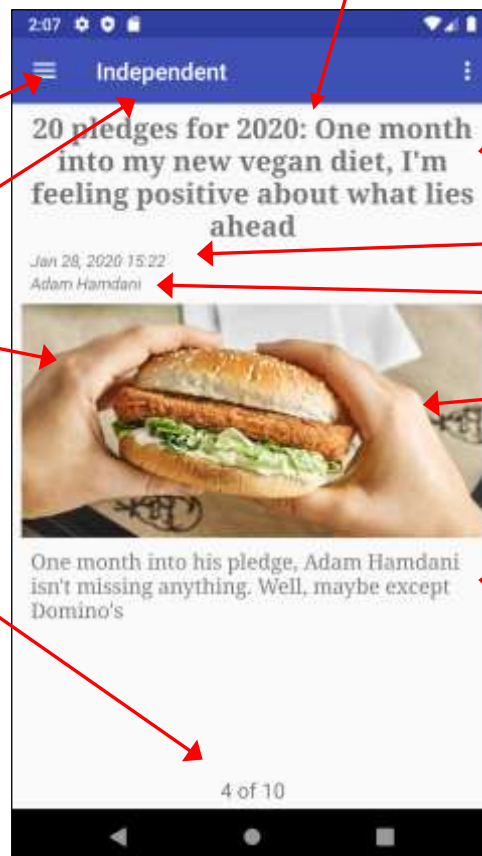 2:07
Independent
20 pledges for 2020: One month
into my new vegan diet, I'm
feeling positive about what lies
ahead
Jan 28, 2020 15:22
Adam Hamdani
One month into his pledge, Adam Hamdani
isn't missing anything. Well, maybe except
Domino's
4 of 10